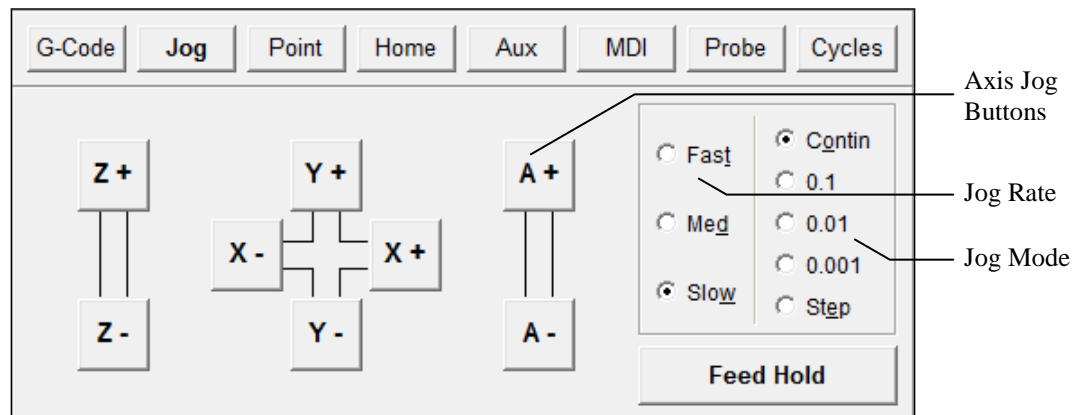 G-Code Jog Point Home Aux MDI Probe Cycles
Axis Jog
Buttons
Z + Y + A +
X - X +
Z - Y - A -
Fast
Med
Slow
Contin
0.1
0.01
0.001
Step
Jog Rate
Jog Mode
Feed Hold